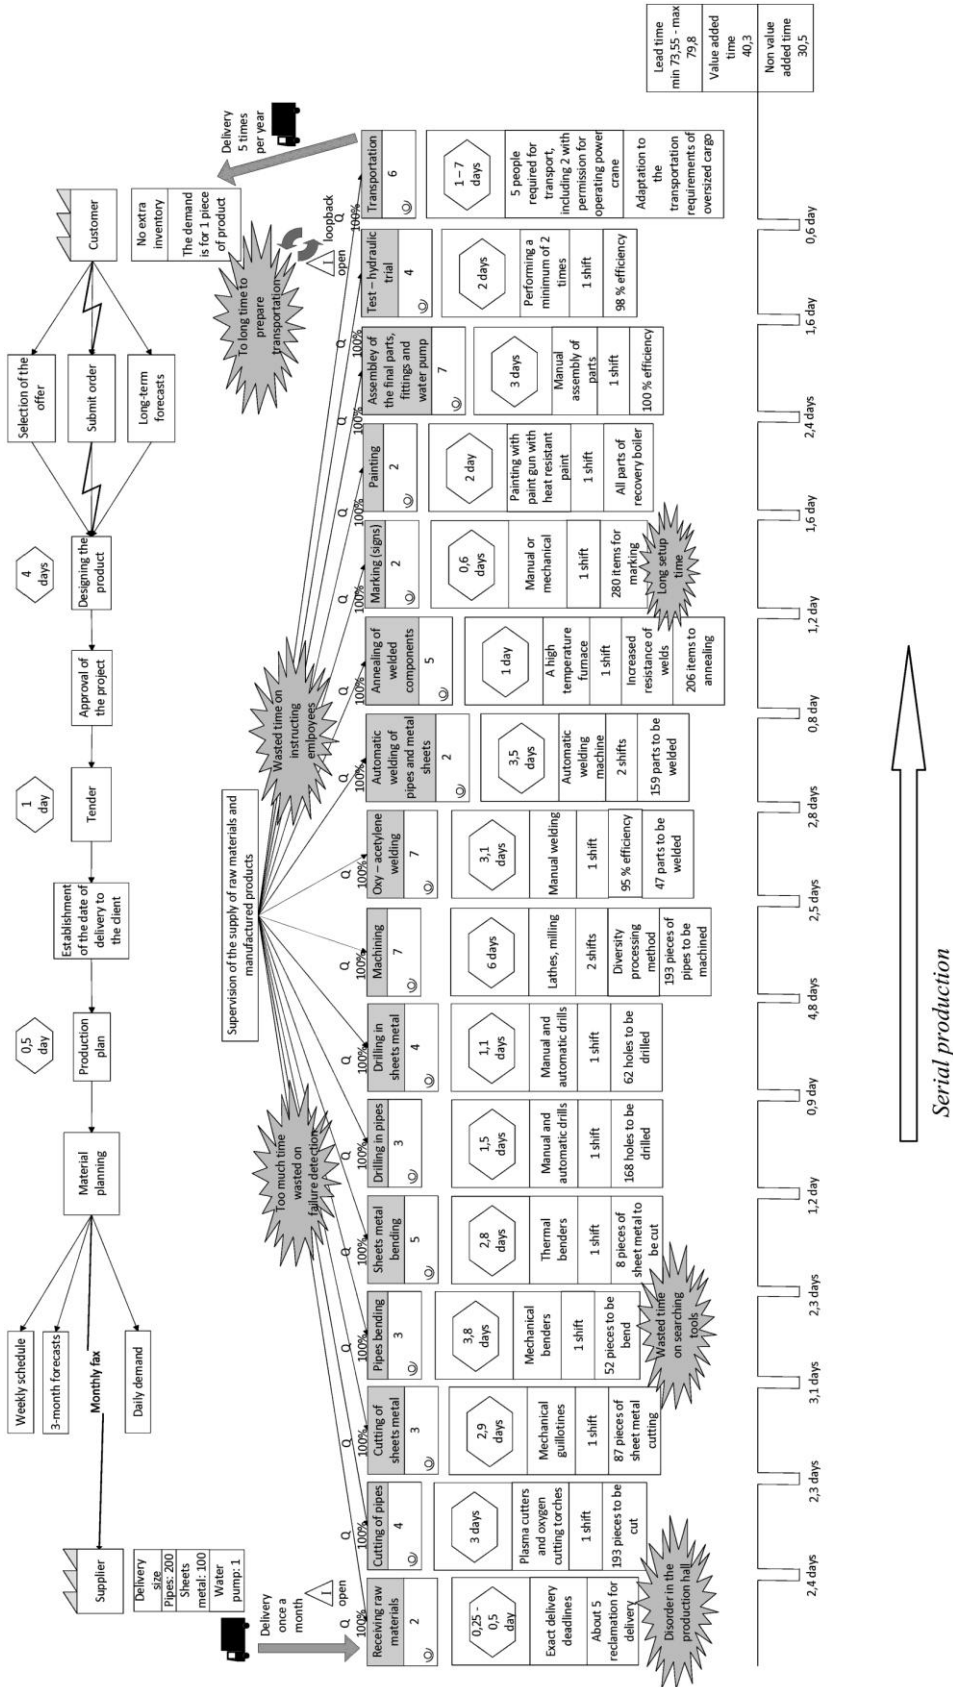 Supplier
Delivery
size
Pipes: 200
Sheets
metal: 100
Water
pump: 1
Delivery
once a
month
I
open
Weekly schedule
3-month forecasts
Monthly fax
Daily demand
Material
planning
0,5
day
Production
plan
Establishment
of the date of
delivery to
the client
1
day
Tender
Approval of
the project
4
days
Designing the
product
Selection of the
offer
Submit order
Long-term
forecasts
Customer
No extra
inventory
The demand
is for 1 piece
of product
Delivery
5 times
per year
Supervision of the supply of raw materials and
manufactured products
Too much time
wasted on
failure detection
Wasted time on
instructing
emlpoyees
To long time to
prepare
transportation
I
open
loopback
Q
100%
Receiving raw
materials
2
0,25 -
0,5
day
Exact delivery
deadlines
About 5
reclamation for
delivery
Disorder in the
production hall
Q
100%
Cutting of pipes
4
3 days
Plasma cutters
and oxygen
cutting torches
1 shift
193 pieces to be
cut
Q
100%
Cutting of
sheets metal
3
2,9
days
Mechanical
guillotines
1 shift
87 pieces of
sheet metal
cutting
Q
100%
Pipes bending
3
3,8
days
Mechanical
benders
1 shift
52 pieces to be
bend
Wasted time
on searching
tools
Q
100%
Sheets metal
bending
5
2,8
days
Thermal
benders
1 shift
8 pieces of
sheet metal to
be cut
Q
100%
Drilling in pipes
3
1,5
days
Manual and
automatic drills
1 shift
168 holes to be
drilled
Q
100%
Drilling in
sheets metal
4
1,1
days
Manual and
automatic drills
1 shift
62 holes to be
drilled
Q
100%
Machining
7
6 days
Lathes, milling
2 shifts
Diversity
processing
method
193 pieces of
pipes to be
machined
Q
100%
Oxy – acetylene
welding
7
3,1
days
Manual welding
1 shift
95 % efficiency
47 parts to be
welded
Q
100%
Automatic
welding of
pipes and metal
sheets
2
3,5
days
Automatic
welding
machine
2 shifts
159 parts to be
welded
Q
100%
Annealing of
welded
components
5
1 day
A high
temperature
furnace
1 shift
Increased
resistance of
welds
206 items to
annealing
Q
100%
Marking (signs)
2
0,6
days
Manual or
mechanical
1 shift
280 items for
marking
Long setup
time
Q
100%
Painting
2
2 day
Painting with
paint gun with
heat resistant
paint
1 shift
All parts of
recovery boiler
Q
100%
Assembley of
the final parts,
fittings and
water pump
7
3 days
Manual
assembly of
parts
1 shift
100 % efficiency
Q
100%
Test – hydraulic
trial
4
2 days
Performing a
minimum of 2
times
1 shift
98 % efficiency
Q
100%
Transportation
6
1 – 7
days
5 people
required for
transport,
including 2 with
permission for
operating power
crane
Adaptation to
the
transportation
requirements of
oversized cargo
2,4 days
2,3 days
3,1 days
2,3 days
1,2 day
0,9 day
4,8 days
2,5 days
2,8 days
0,8 day
1,2 day
1,6 day
2,4 days
1,6 day
0,6 day
Lead time
min 73,55 - max
79,8
Value added
time
40,3
Non value
added time
30,5
Serial production